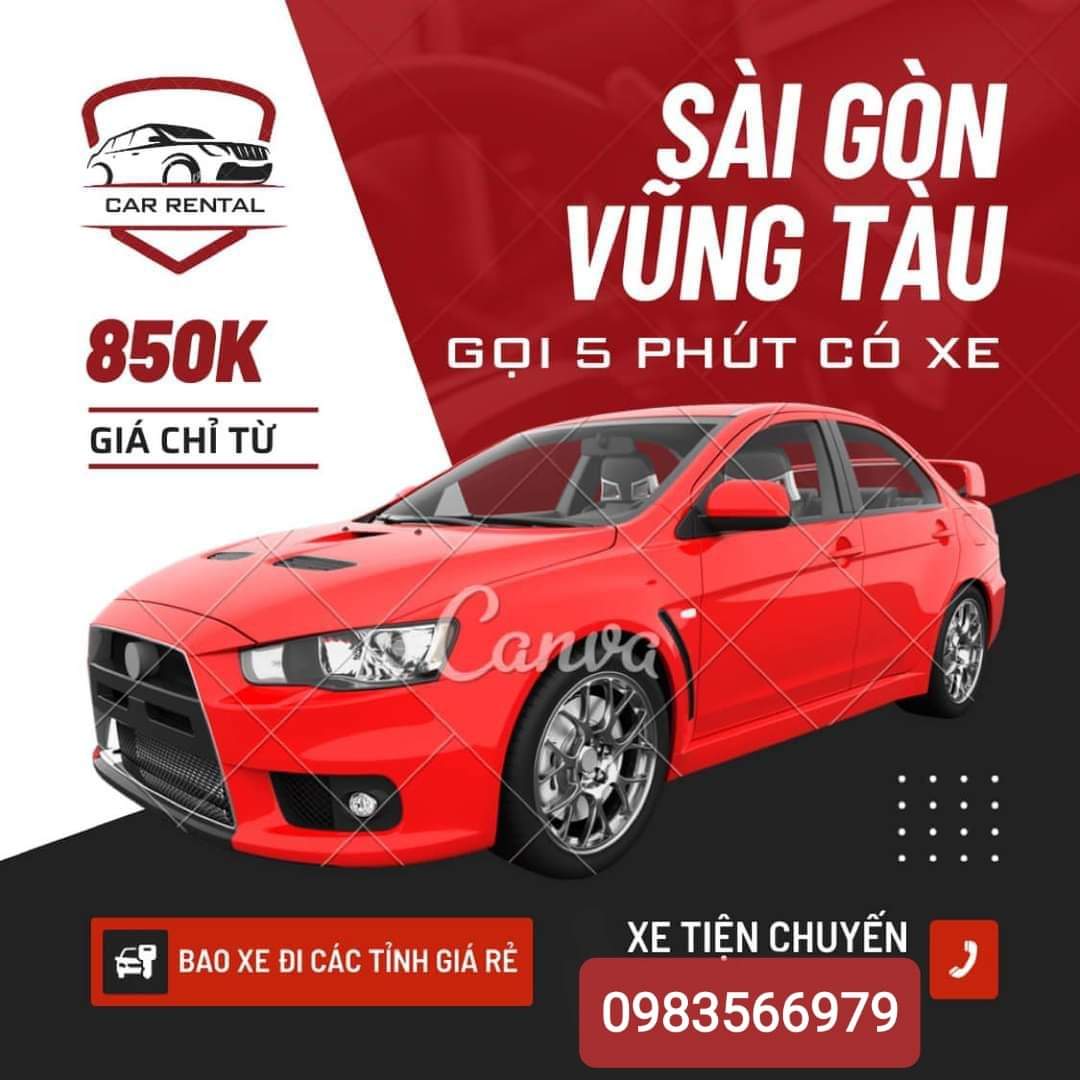 CAR RENTAL
SÀI GÒN
VŨNG TÀU
GỌI 5 PHÚT CÓ XE
850K
GIÁ CHỈ TỪ
Canva
BAO XE ĐI CÁC TỈNH GIÁ RẺ
XE TIỆN CHUYẾN
0983566979